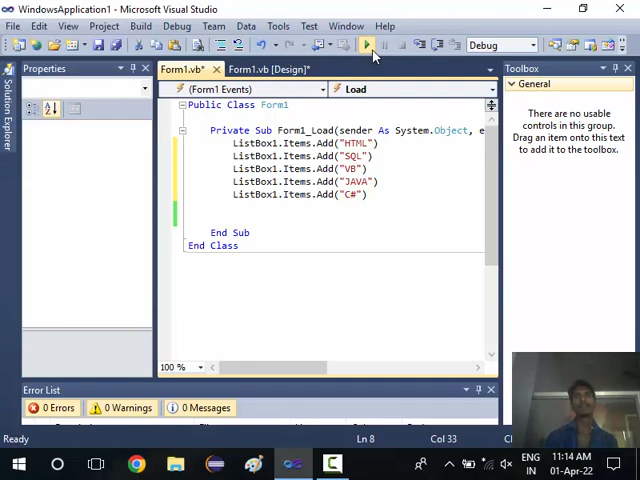 WindowsApplication1 - Microsoft Visual Studio
File Edit View Project Build Debug Team Data Tools Test Window Help
Debug
Solution Explorer
Properties
Form1.vb* Form1.vb [Design]*
(Form1 Events) Load
Public Class Form1
Private Sub Form1_Load(sender As System.Object, e
ListBox1.Items.Add("HTML")
ListBox1.Items.Add("SQL")
ListBox1.Items.Add("VB")
ListBox1.Items.Add("JAVA")
ListBox1.Items.Add("C#")
End Sub
End Class
100 %
Toolbox
General
There are no usable
controls in this group.
Drag an item onto this text
to add it to the toolbox.
Error List
0 Errors 0 Warnings 0 Messages
Ready Ln 8 Col 33
ENG 11:14 AM
IN 01-Apr-22